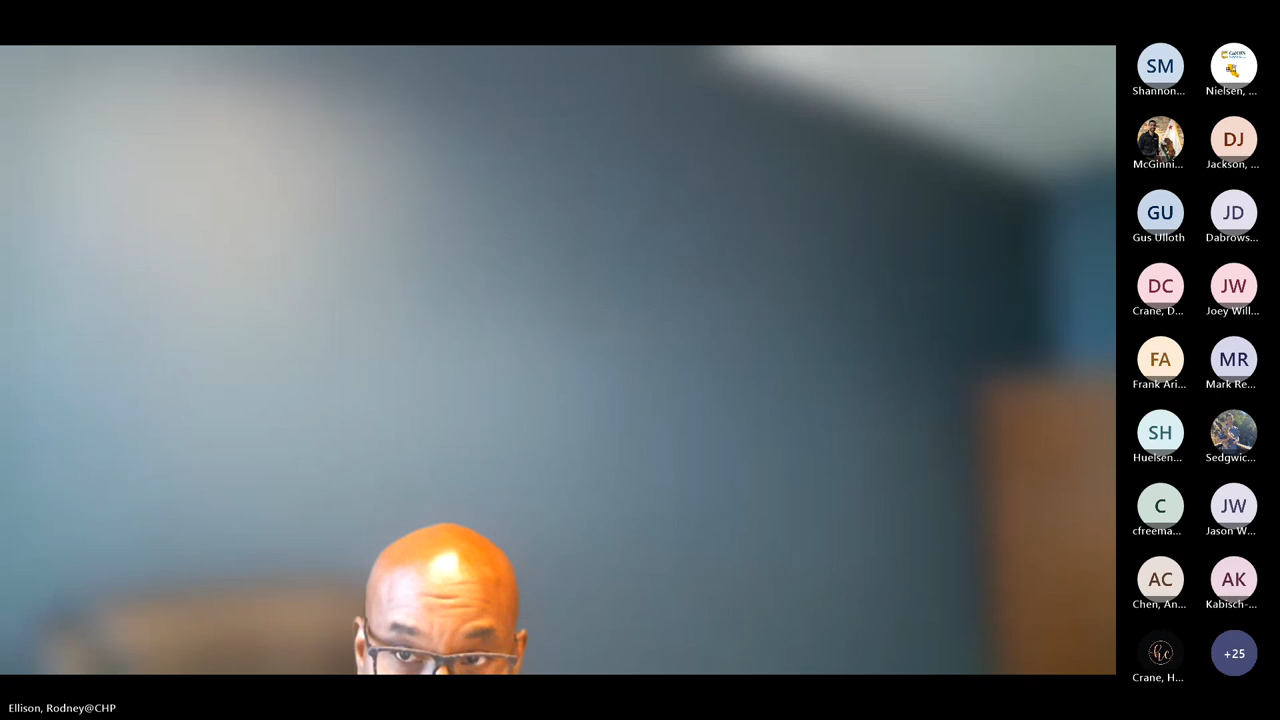 SM
Shannon...
Nielsen, ...
McGinni...
DJ
Jackson, ...
GU
Gus Ulloth
JD
Dabrows...
DC
Crane, D...
JW
Joey Will...
FA
Frank Ari...
MR
Mark Re...
SH
Huelsen...
Sedgwic...
C
cfreema...
JW
Jason W...
AC
Chen, An...
AK
Kabisch-...
hc
Crane, H...
+25
Ellison, Rodney@CHP